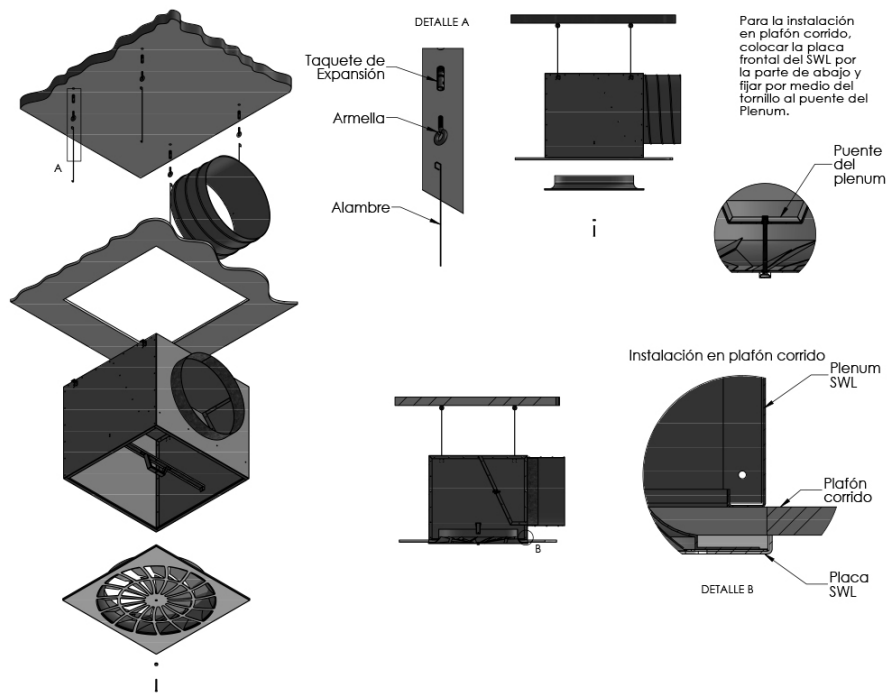 DETALLE A
Taquete de
Expansión
Armella
Alambre
A
i
Para la instalación
en plafón corrido,
colocar la placa
frontal del SWL por
la parte de abajo y
fijar por medio del
tornillo al puente del
Plenum.
Puente
del
plenum
Instalación en plafón corrido
Plenum
SWL
Plafón
corrido
Placa
SWL
B
DETALLE B